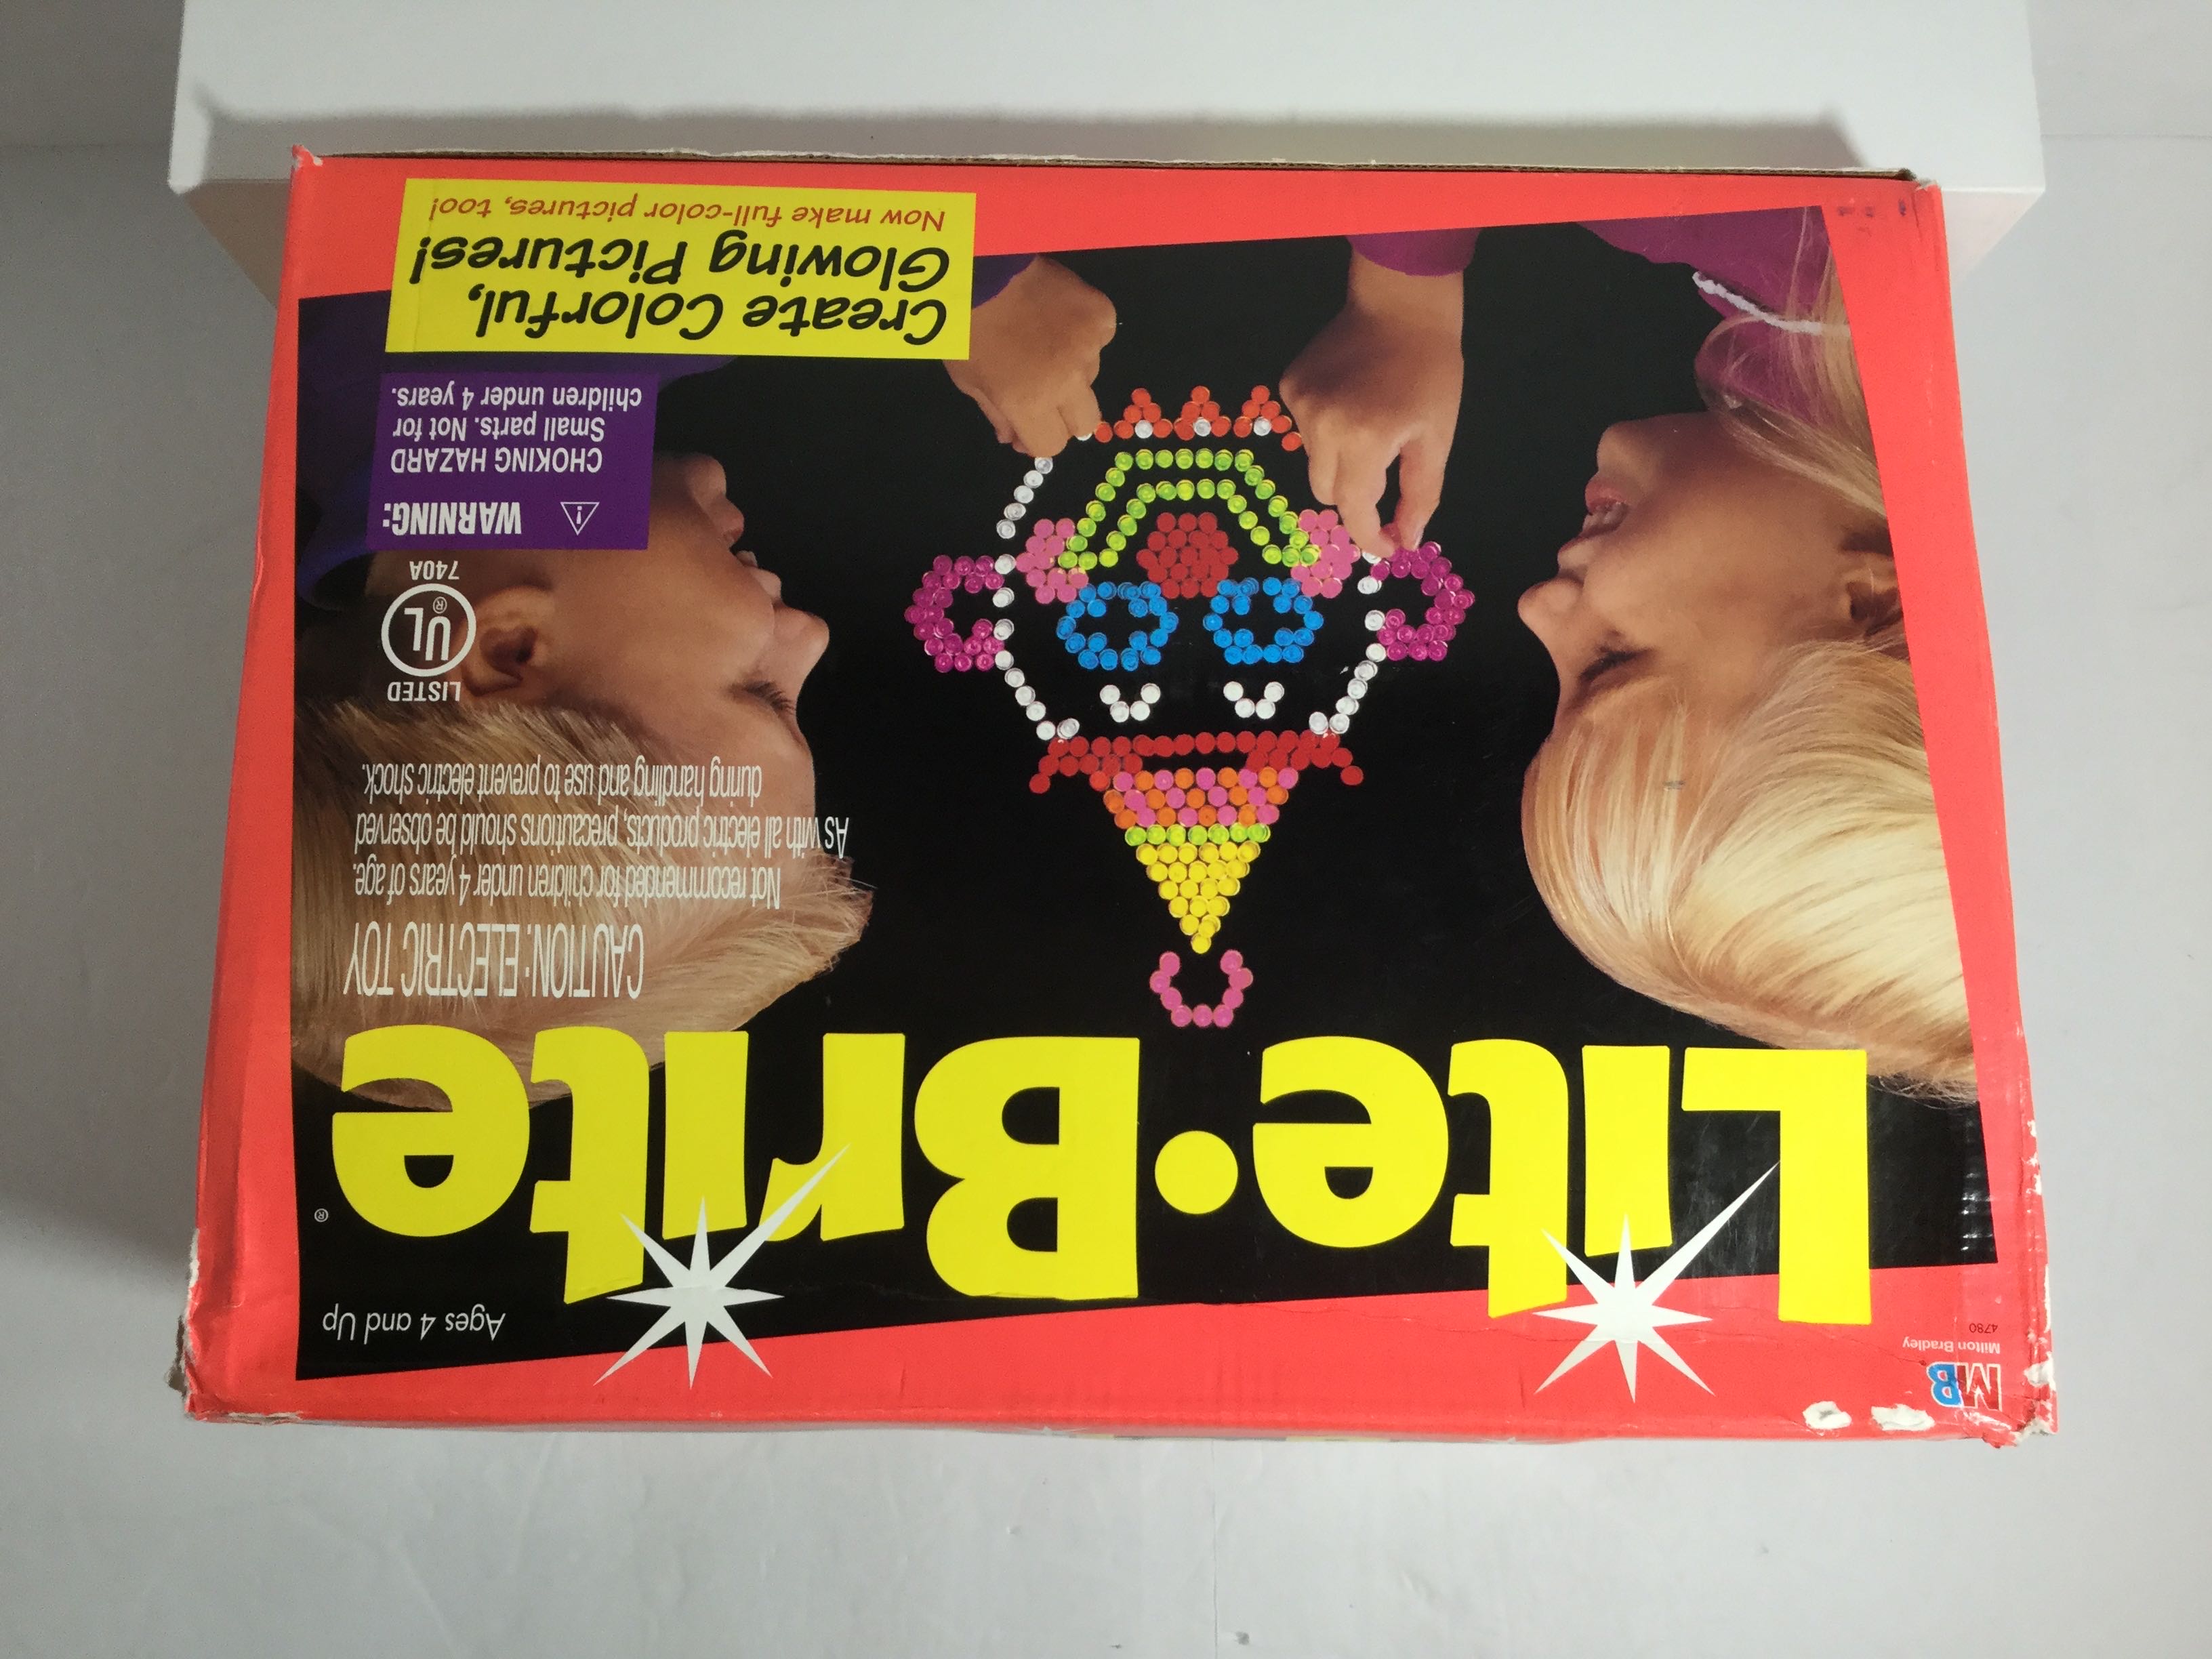 MB
Milton Bradley
4780
Ages 4 and Up
Lite•Brite®
CAUTION: ELECTRIC TOY
Not recommended for children under 4 years of age.
As with all electric products, precautions should be observed
during handling and use to prevent electric shock.
LISTED
UL®
740A
WARNING:
CHOKING HAZARD
Small parts. Not for
children under 4 years.
Create Colorful,
Glowing Pictures!
Now make full-color pictures, too!